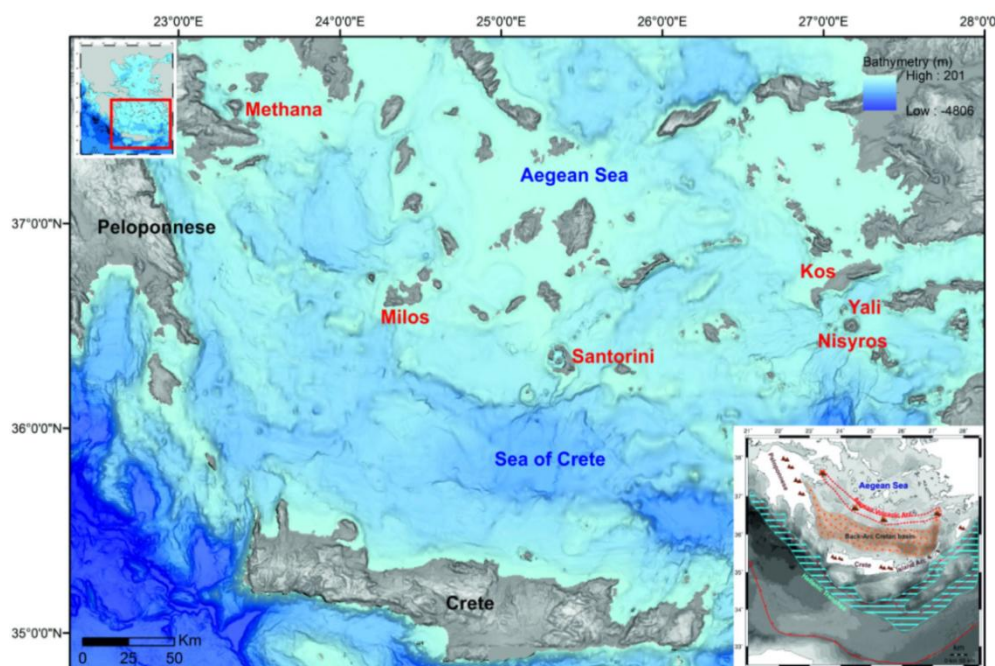 23°0'0"E 24°0'0"E 25°0'0"E 26°0'0"E 27°0'0"E 28°0'0"
Bathymetry (m)
High : 201
Low : -4806
Methana
Aegean Sea
37°0'0"N
Peloponnese
Kos
Milos
Yali
Nisyros
Santorini
36°0'0"N
Sea of Crete
Aegean Sea
Back-Arc Cretan basin
Crete
Crete
35°0'0"N
Km
0 25 50